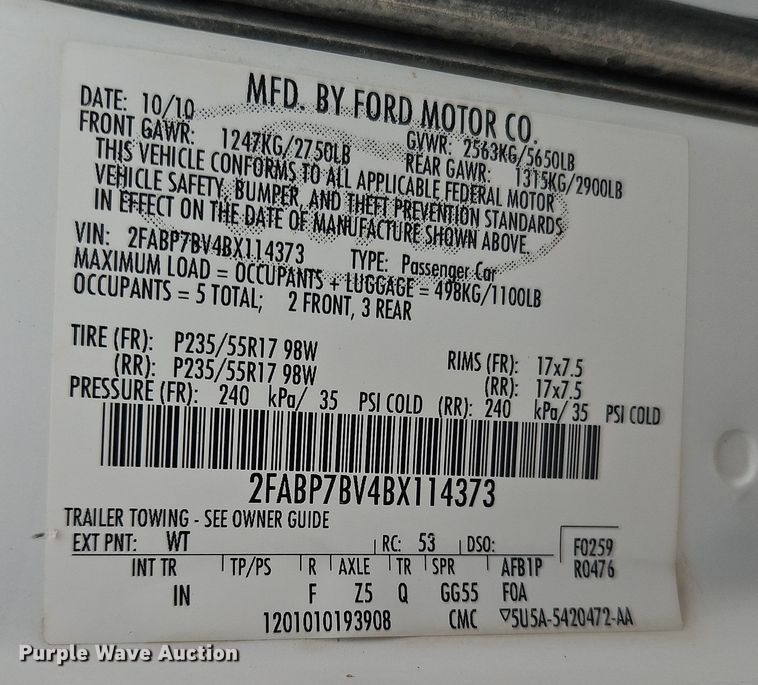 MFD. BY FORD MOTOR CO.
DATE: 10/10 GVWR: 2563KG/5650LB
FRONT GAWR: 1247KG/2750LB REAR GAWR: 1315KG/2900LB
THIS VEHICLE CONFORMS TO ALL APPLICABLE FEDERAL MOTOR
VEHICLE SAFETY, BUMPER, AND THEFT PREVENTION STANDARDS
IN EFFECT ON THE DATE OF MANUFACTURE SHOWN ABOVE.
VIN: 2FABP7BV4BX114373 TYPE: Passenger Car
MAXIMUM LOAD = OCCUPANTS + LUGGAGE = 498KG/1100LB
OCCUPANTS = 5 TOTAL; 2 FRONT, 3 REAR
TIRE (FR): P235/55R17 98W RIMS (FR): 17x7.5
(RR): P235/55R17 98W (RR): 17x7.5
PRESSURE (FR): 240 kPa/ 35 PSI COLD (RR): 240 kPa/ 35 PSI COLD
2FABP7BV4BX114373
TRAILER TOWING - SEE OWNER GUIDE
EXT PNT: WT RC: 53 DSO: F0259
INT TR TP/PS R AXLE TR SPR AFB1P R0476
IN F Z5 Q GG55 FOA
1201010193908 CMC 5U5A-5420472-AA
Purple Wave Auction